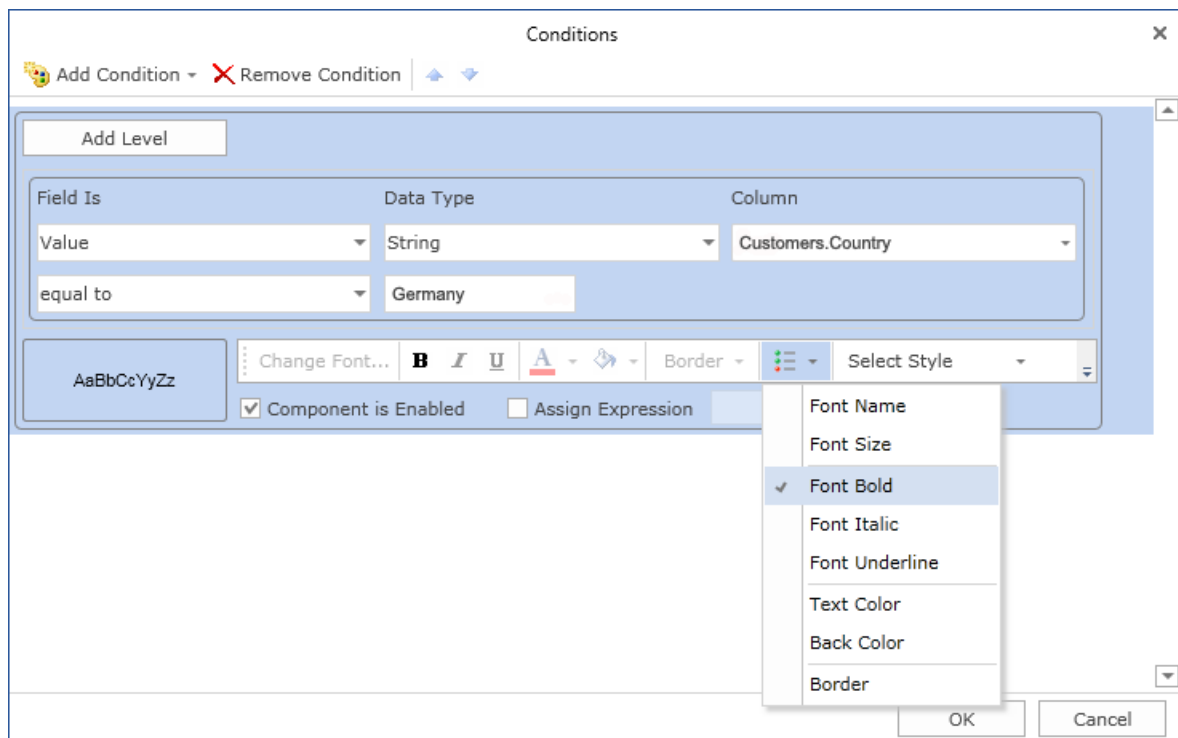 Conditions
Add Condition Remove Condition
Add Level
Field Is Data Type Column
Value String Customers.Country
equal to Germany
AaBbCcYyZz
Change Font... B I U A Border Select Style
Component is Enabled Assign Expression
Font Name
Font Size
Font Bold
Font Italic
Font Underline
Text Color
Back Color
Border
OK Cancel